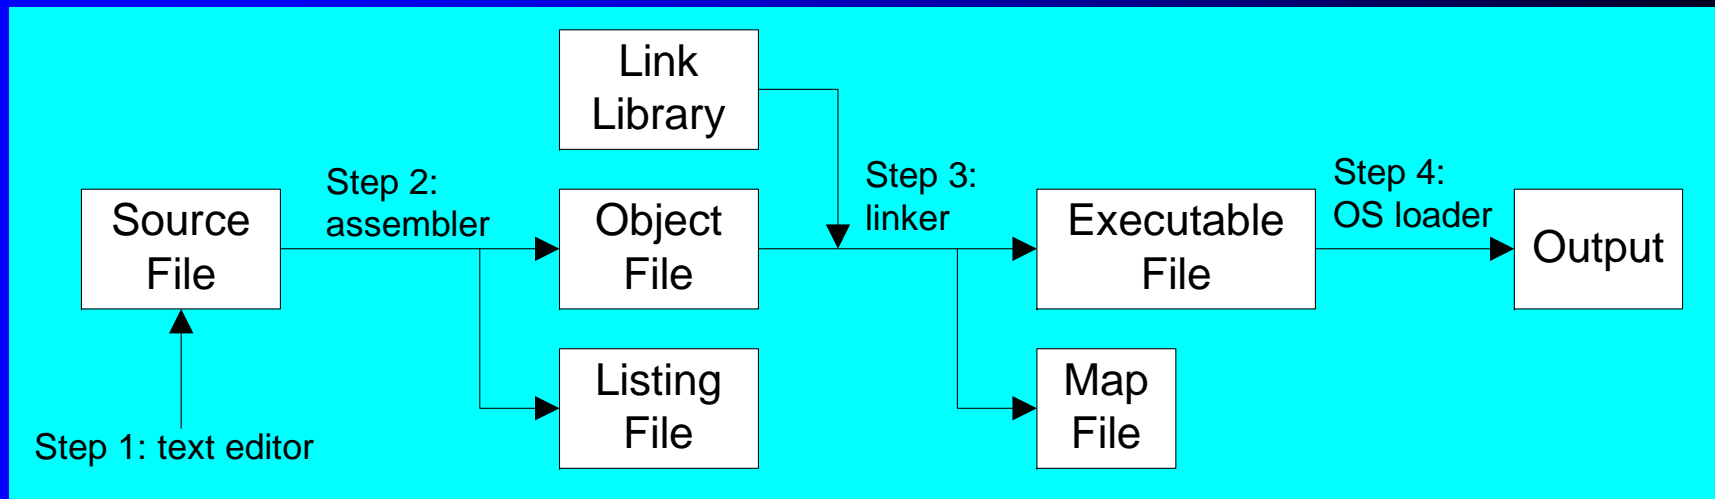 Link
Library
Step 2:
assembler
Step 3:
linker
Step 4:
OS loader
Source
File
Object
File
Executable
File
Output
Listing
File
Map
File
Step 1: text editor